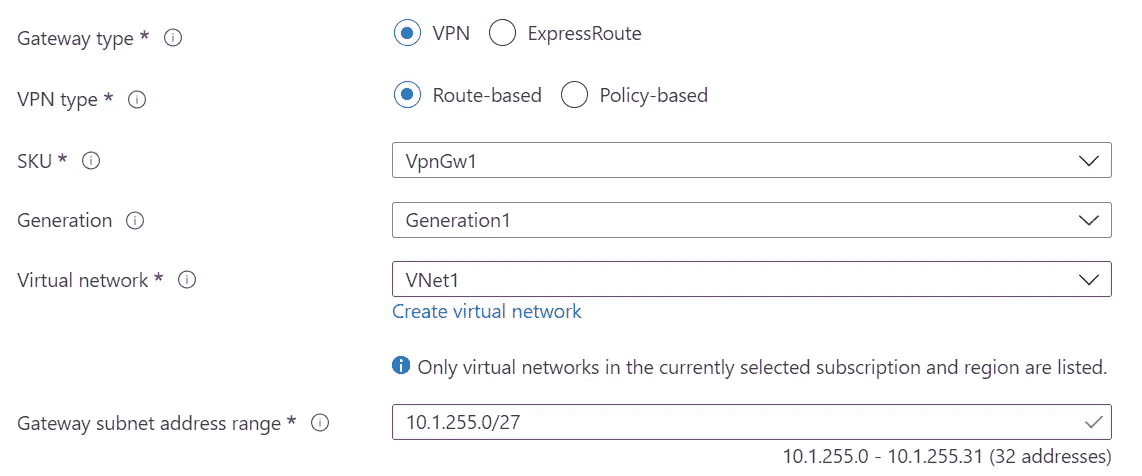 Gateway type * VPN ExpressRoute
VPN type * Route-based Policy-based
SKU * VpnGw1
Generation Generation1
Virtual network * VNet1
Create virtual network
Only virtual networks in the currently selected subscription and region are listed.
Gateway subnet address range * 10.1.255.0/27
10.1.255.0 - 10.1.255.31 (32 addresses)